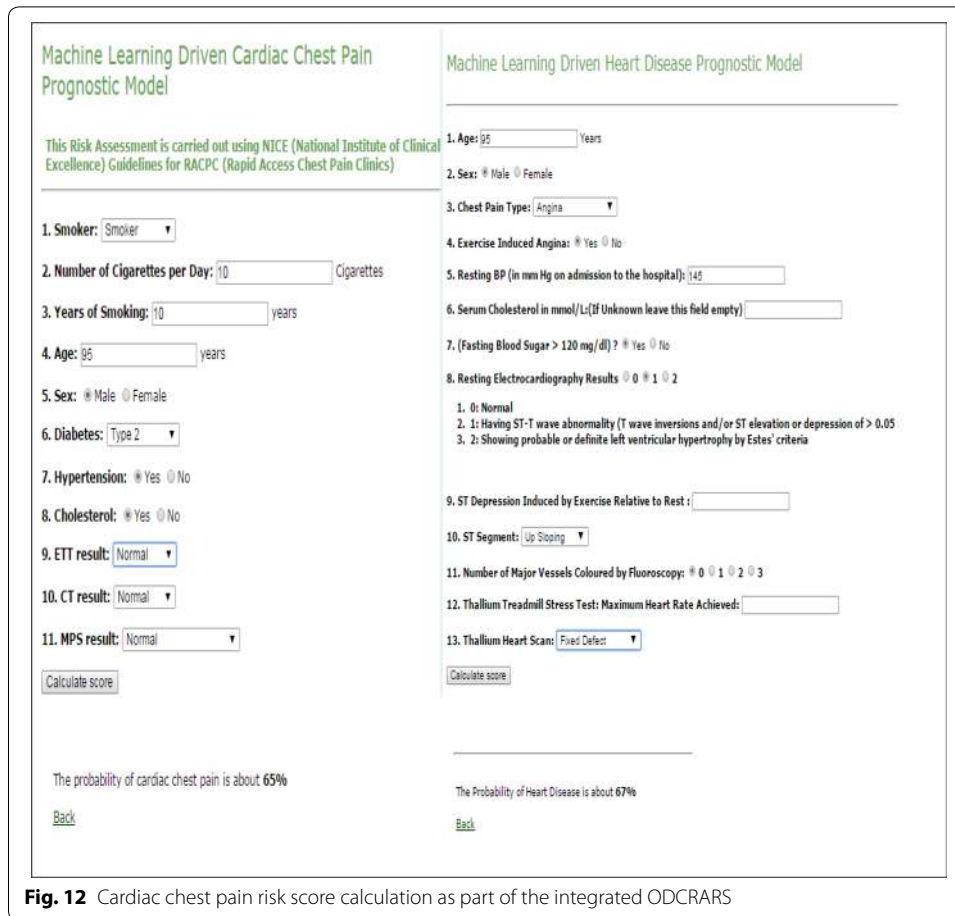 Machine Learning Driven Cardiac Chest Pain
Prognostic Model
This Risk Assessment is carried out using NICE (National Institute of Clinical
Excellence) Guidelines for RACPC (Rapid Access Chest Pain Clinics)
1. Smoker: Smoker
2. Number of Cigarettes per Day: 10 Cigarettes
3. Years of Smoking: 10 years
4. Age: 95 years
5. Sex: Male Female
6. Diabetes: Type 2
7. Hypertension: Yes No
8. Cholesterol: Yes No
9. ETT result: Normal
10. CT result: Normal
11. MPS result: Normal
Calculate score
The probability of cardiac chest pain is about 65%
Back
Machine Learning Driven Heart Disease Prognostic Model
1. Age: 95 Years
2. Sex: Male Female
3. Chest Pain Type: Angina
4. Exercise Induced Angina: Yes No
5. Resting BP (in mm Hg on admission to the hospital): 145
6. Serum Cholesterol in mmol/L:(If Unknown leave this field empty)
7. (Fasting Blood Sugar > 120 mg/dl) ? Yes No
8. Resting Electrocardiography Results 0 1 2
1. 0: Normal
2. 1: Having ST-T wave abnormality (T wave inversions and/or ST elevation or depression of > 0.05
3. 2: Showing probable or definite left ventricular hypertrophy by Estes' criteria
9. ST Depression Induced by Exercise Relative to Rest :
10. ST Segment: Up Sloping
11. Number of Major Vessels Coloured by Fluoroscopy: 0 1 2 3
12. Thallium Treadmill Stress Test: Maximum Heart Rate Achieved:
13. Thallium Heart Scan: Fixed Defect
Calculate score
The Probability of Heart Disease is about 67%
Back
Fig. 12 Cardiac chest pain risk score calculation as part of the integrated ODCRARS